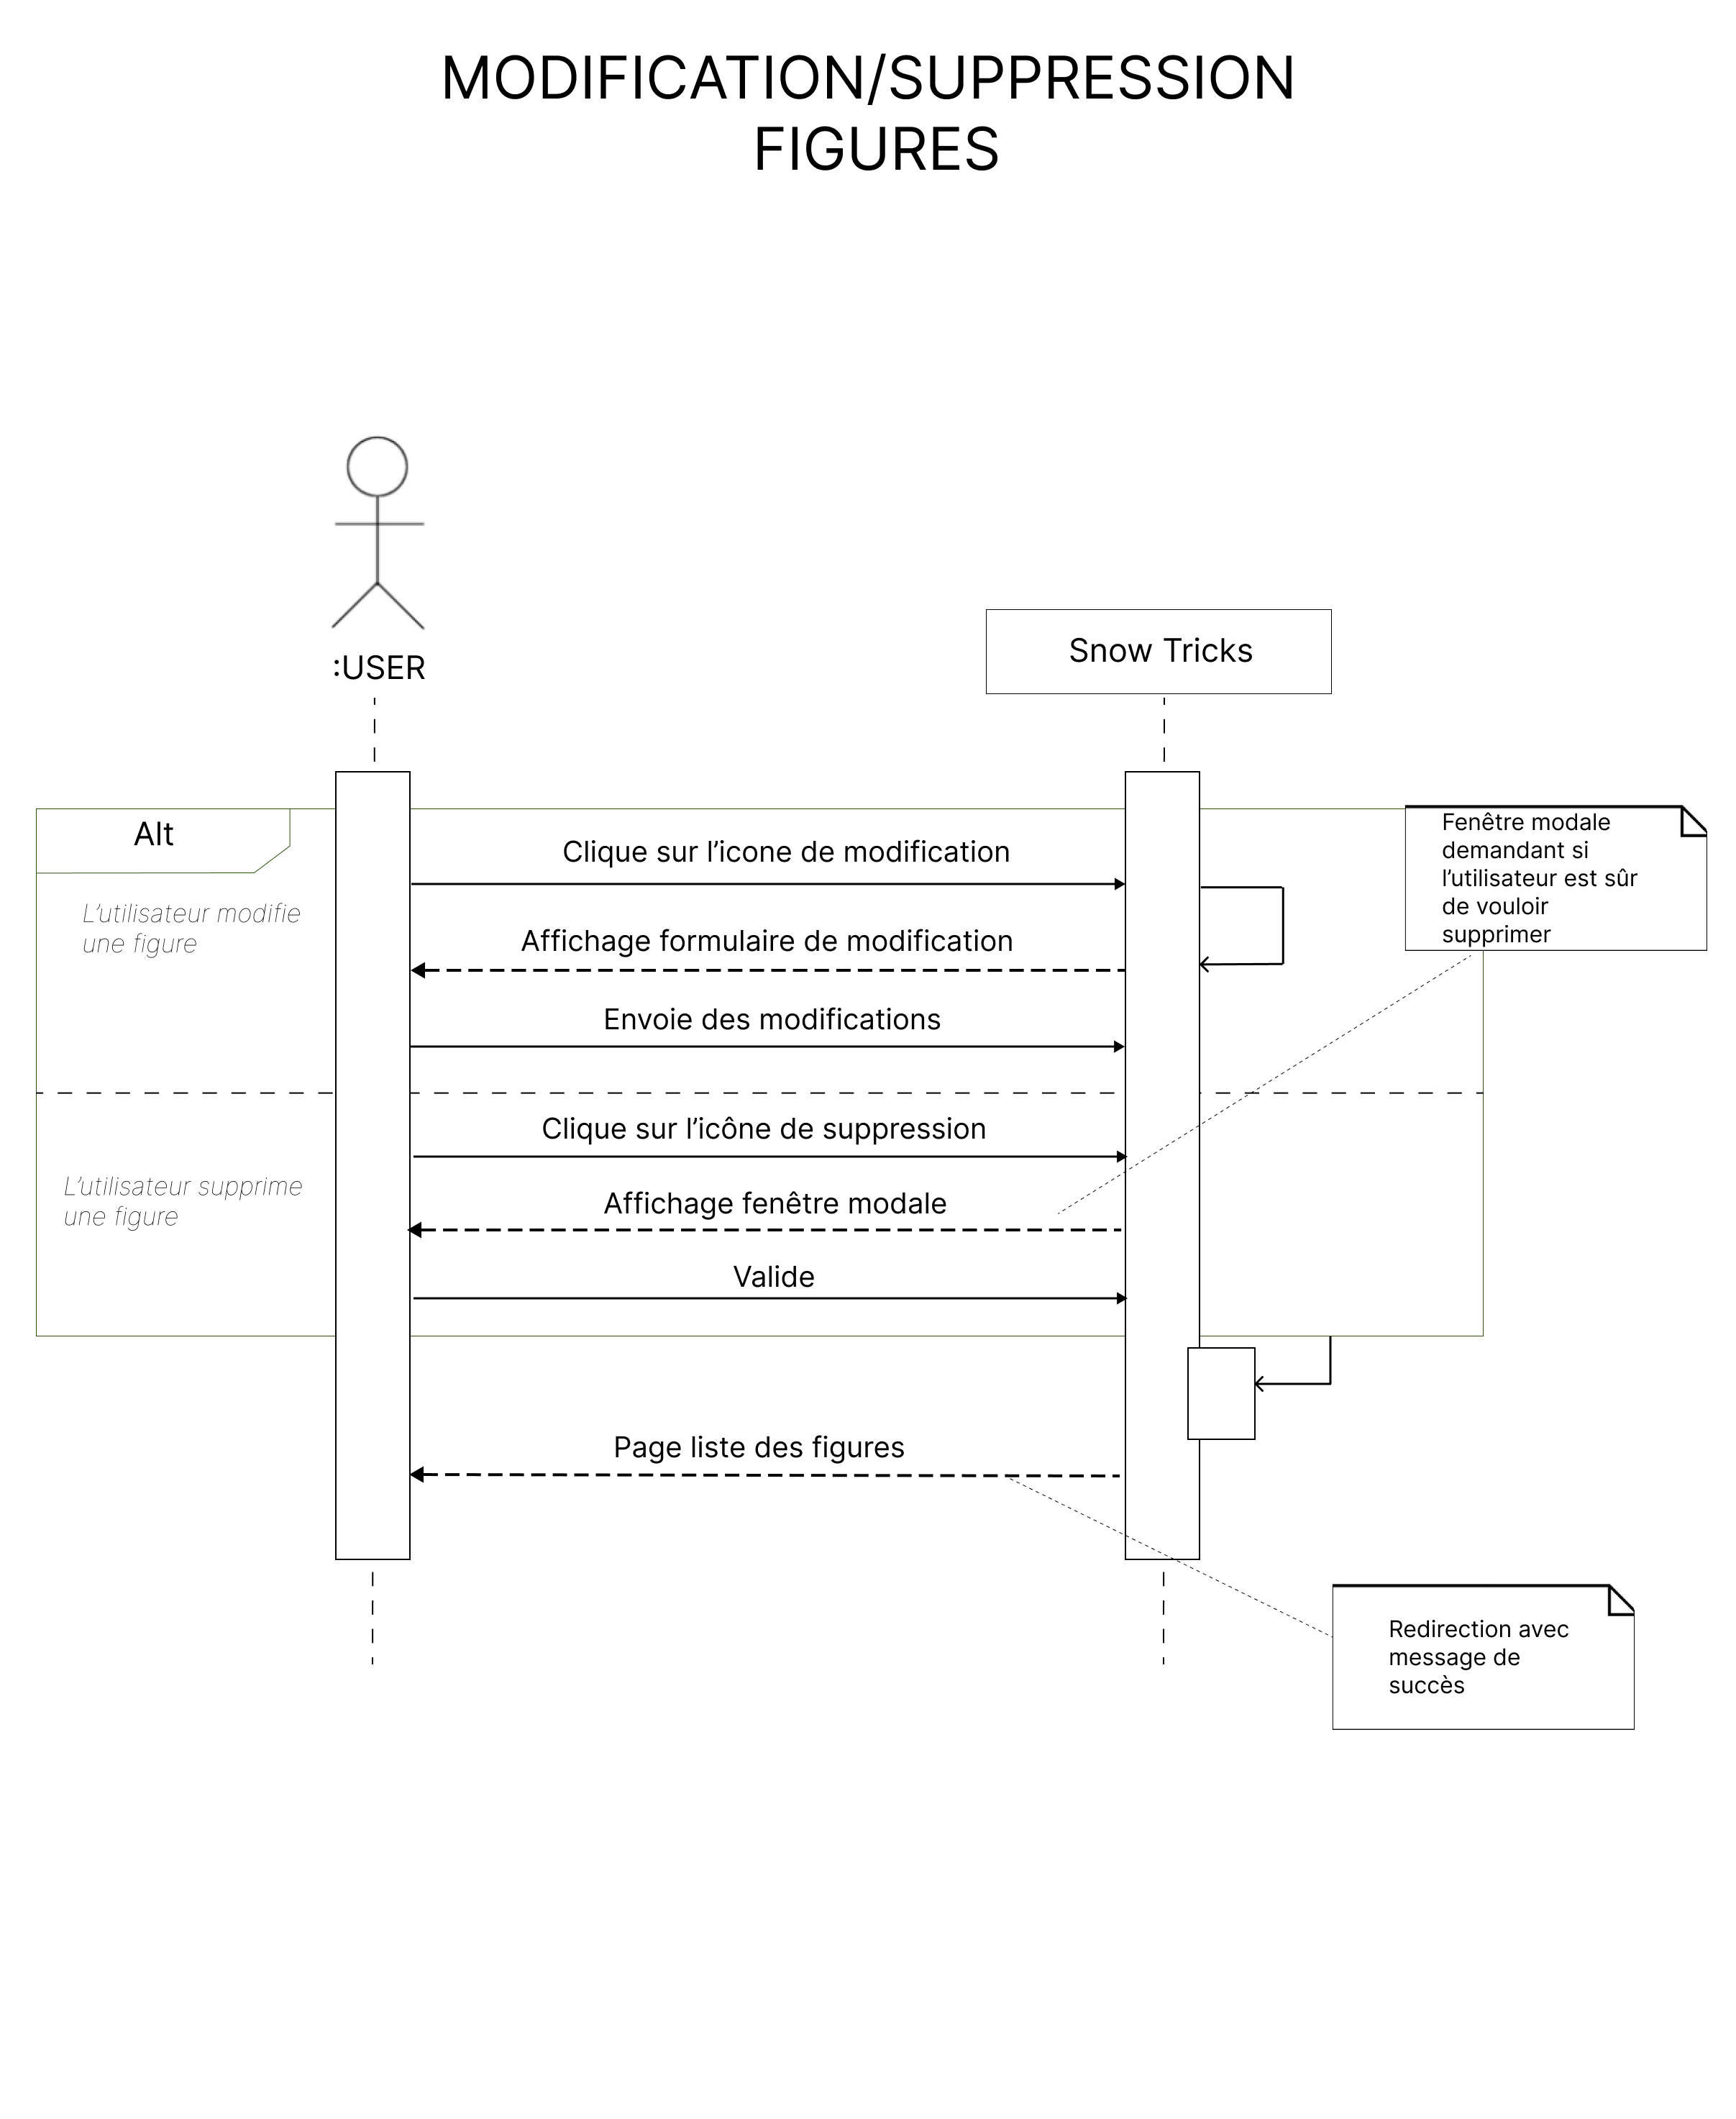 MODIFICATION/SUPPRESSION
FIGURES
:USER
Snow Tricks
Alt
Clique sur l’icone de modification
Fenêtre modale
demandant si
l’utilisateur est sûr
de vouloir
supprimer
L’utilisateur modifie
une figure
Affichage formulaire de modification
Envoie des modifications
Clique sur l’icône de suppression
L’utilisateur supprime
une figure
Affichage fenêtre modale
Valide
Page liste des figures
Redirection avec
message de
succès